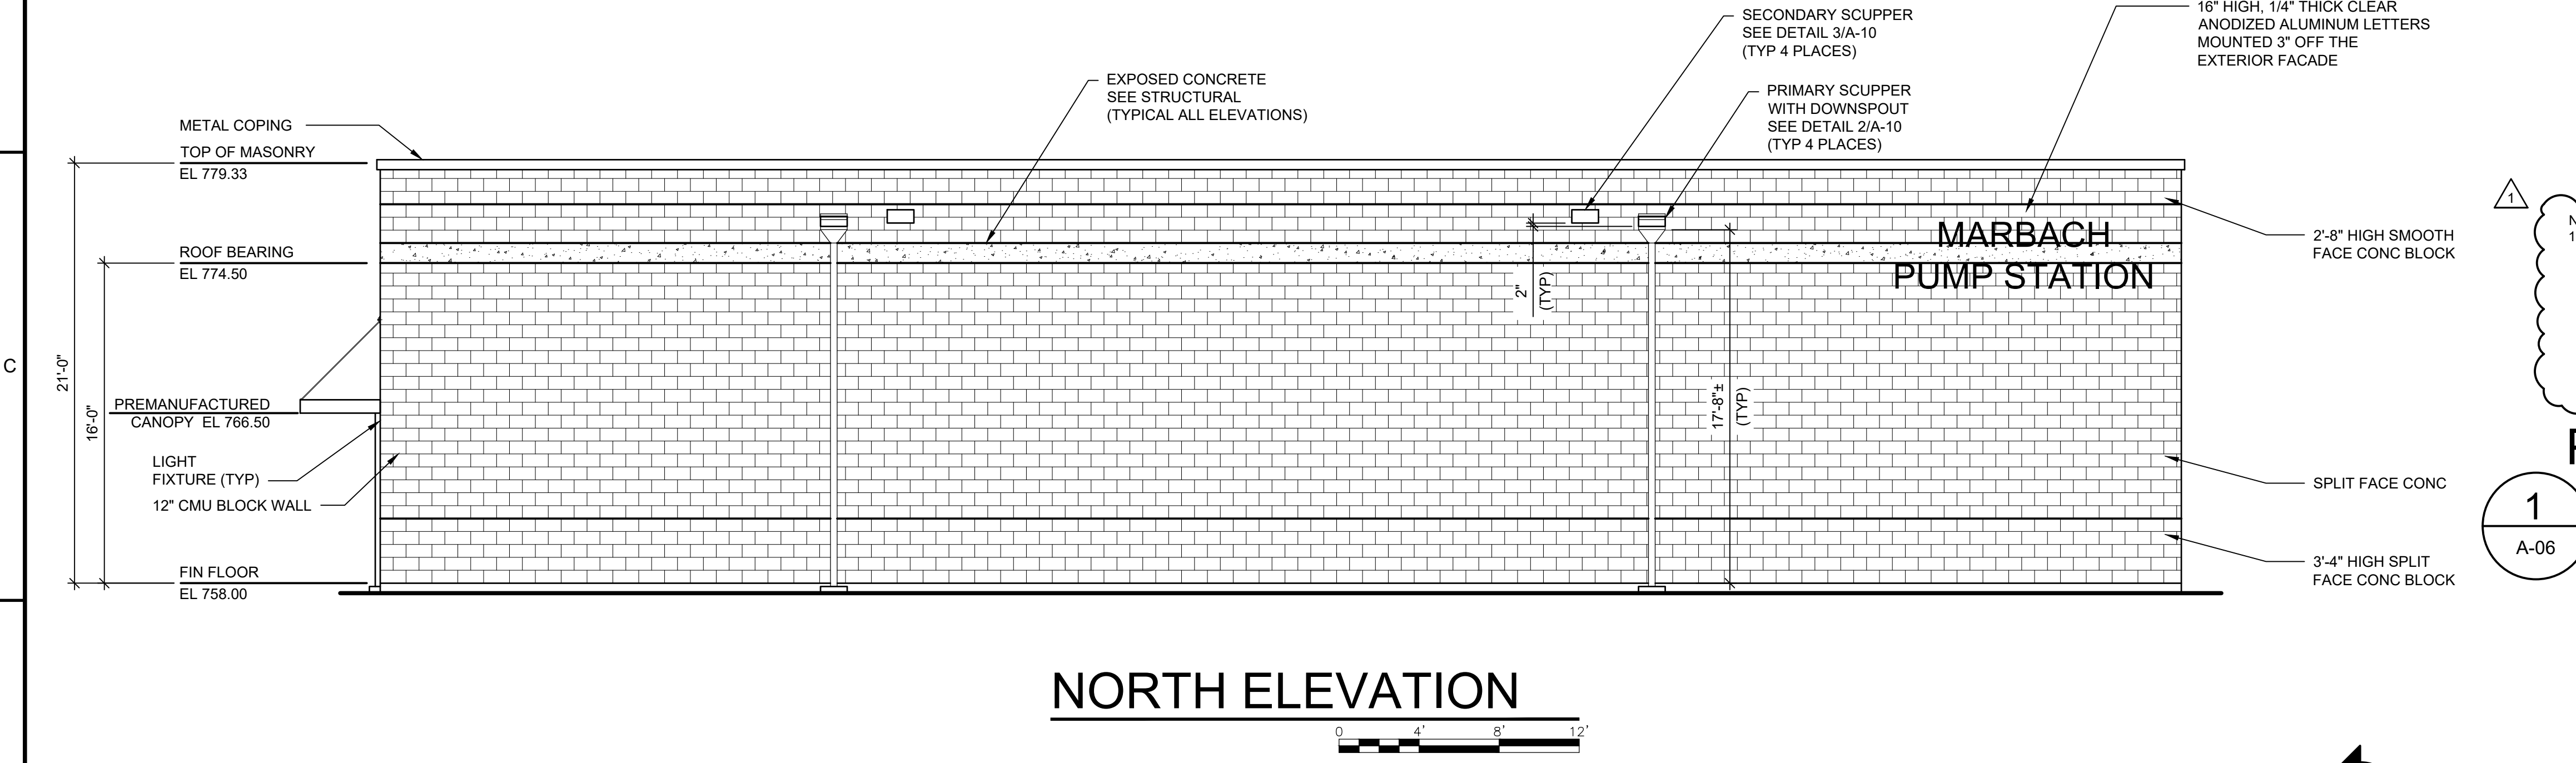 16" HIGH, 1/4" THICK CLEAR
ANODIZED ALUMINUM LETTERS
MOUNTED 3" OFF THE
EXTERIOR FACADE
SECONDARY SCUPPER
SEE DETAIL 3/A-10
(TYP 4 PLACES)
EXPOSED CONCRETE
SEE STRUCTURAL
(TYPICAL ALL ELEVATIONS)
PRIMARY SCUPPER
WITH DOWNSPOUT
SEE DETAIL 2/A-10
(TYP 4 PLACES)
METAL COPING
TOP OF MASONRY
EL 779.33
1
MARBACH
PUMP STATION
2'-8" HIGH SMOOTH
FACE CONC BLOCK
ROOF BEARING
EL 774.50
2"
(TYP)
C
21'-0"
16'-0"
17'-8"±
(TYP)
PREMANUFACTURED
CANOPY EL 766.50
LIGHT
FIXTURE (TYP)
12" CMU BLOCK WALL
SPLIT FACE CONC
1
A-06
3'-4" HIGH SPLIT
FACE CONC BLOCK
FIN FLOOR
EL 758.00
NORTH ELEVATION
0 4' 8' 12'